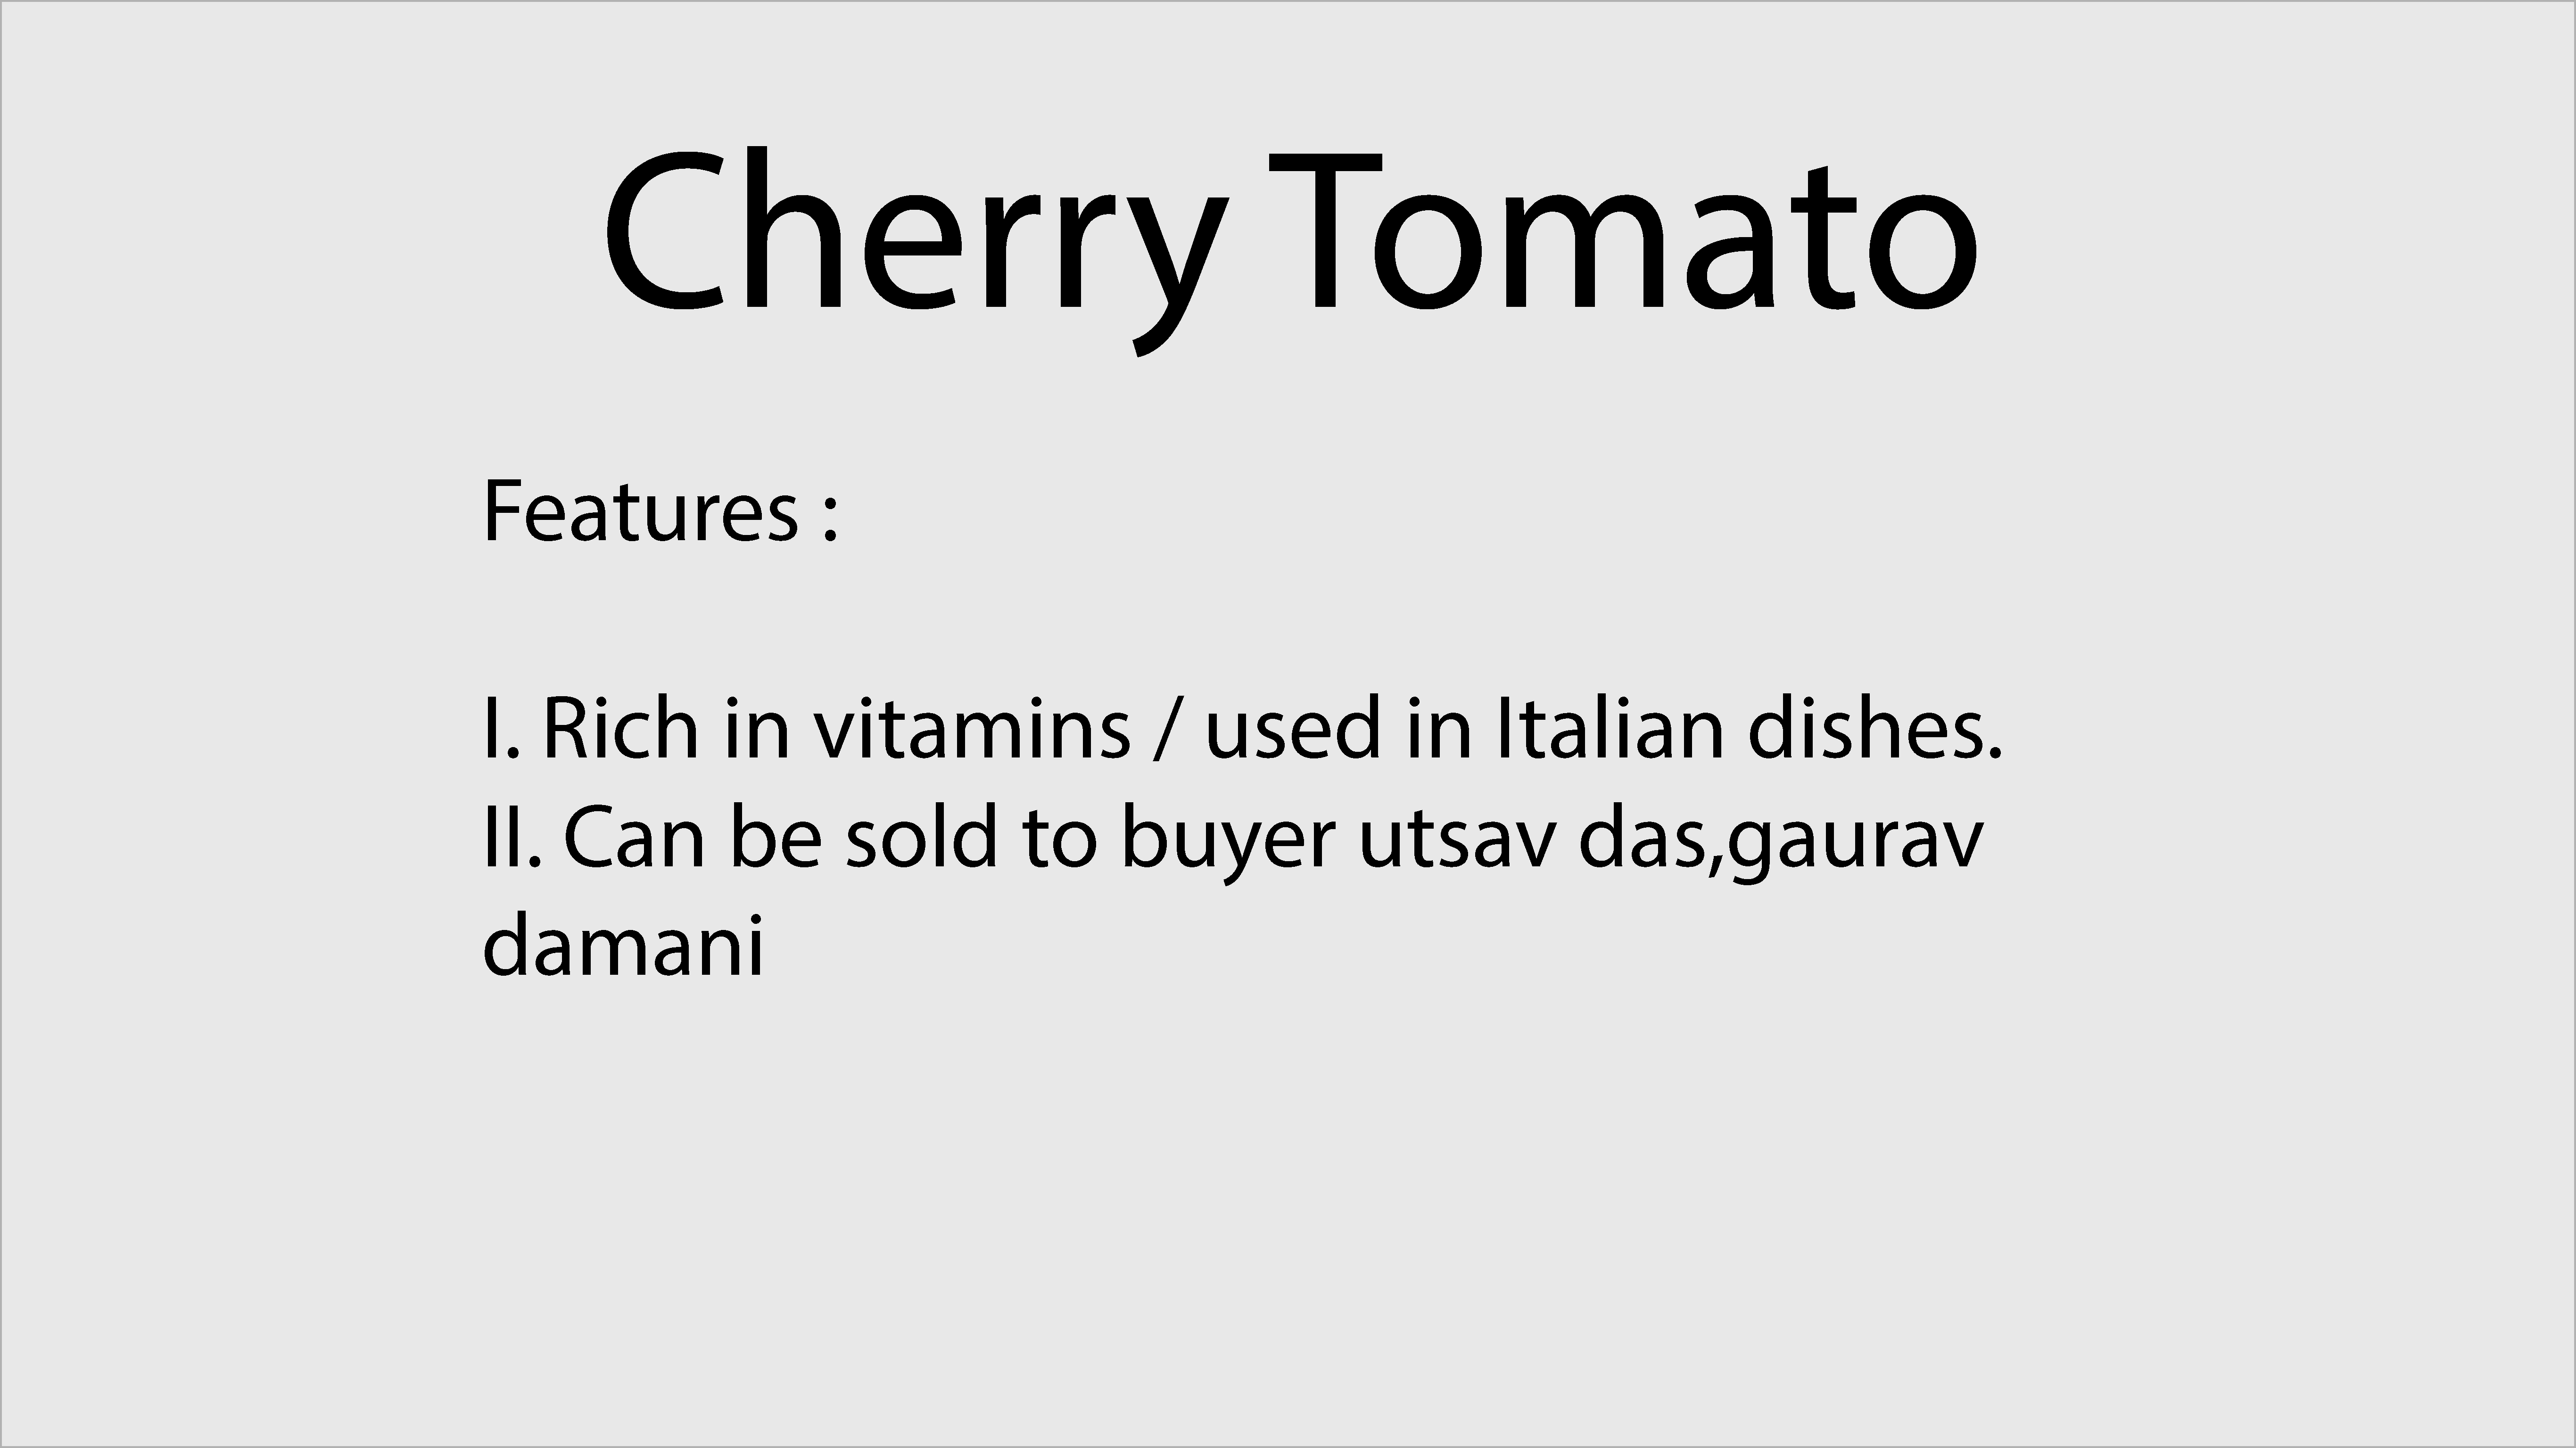 Cherry Tomato
Features :
I. Rich in vitamins / used in Italian dishes.
II. Can be sold to buyer utsav das,gaurav
damani